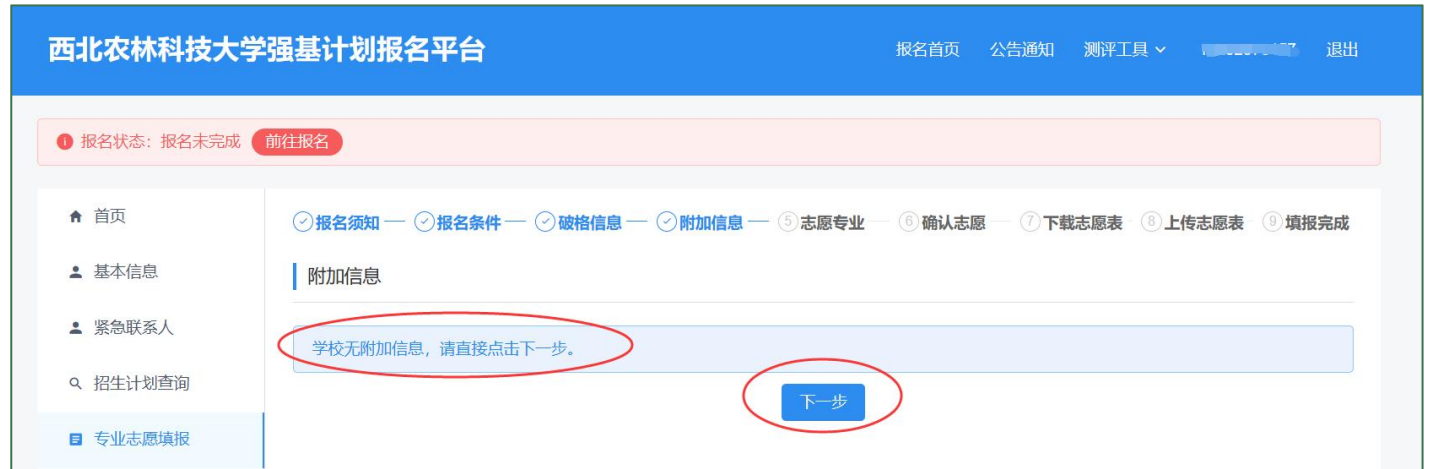 西北农林科技大学强基计划报名平台 报名首页 公告通知 测评工具 退出
报名状态：报名未完成 前往报名
首页
基本信息
紧急联系人
招生计划查询
专业志愿填报
报名须知 报名条件 破格信息 附加信息 5 志愿专业 6 确认志愿 7 下载志愿表 8 上传志愿表 9 填报完成
附加信息
学校无附加信息，请直接点击下一步。
下一步